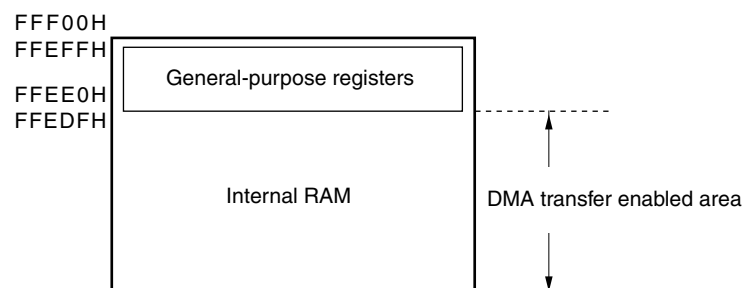 FFF00H
FFEFFH
General-purpose registers
FFEE0H
FFEDFH
Internal RAM
DMA transfer enabled area